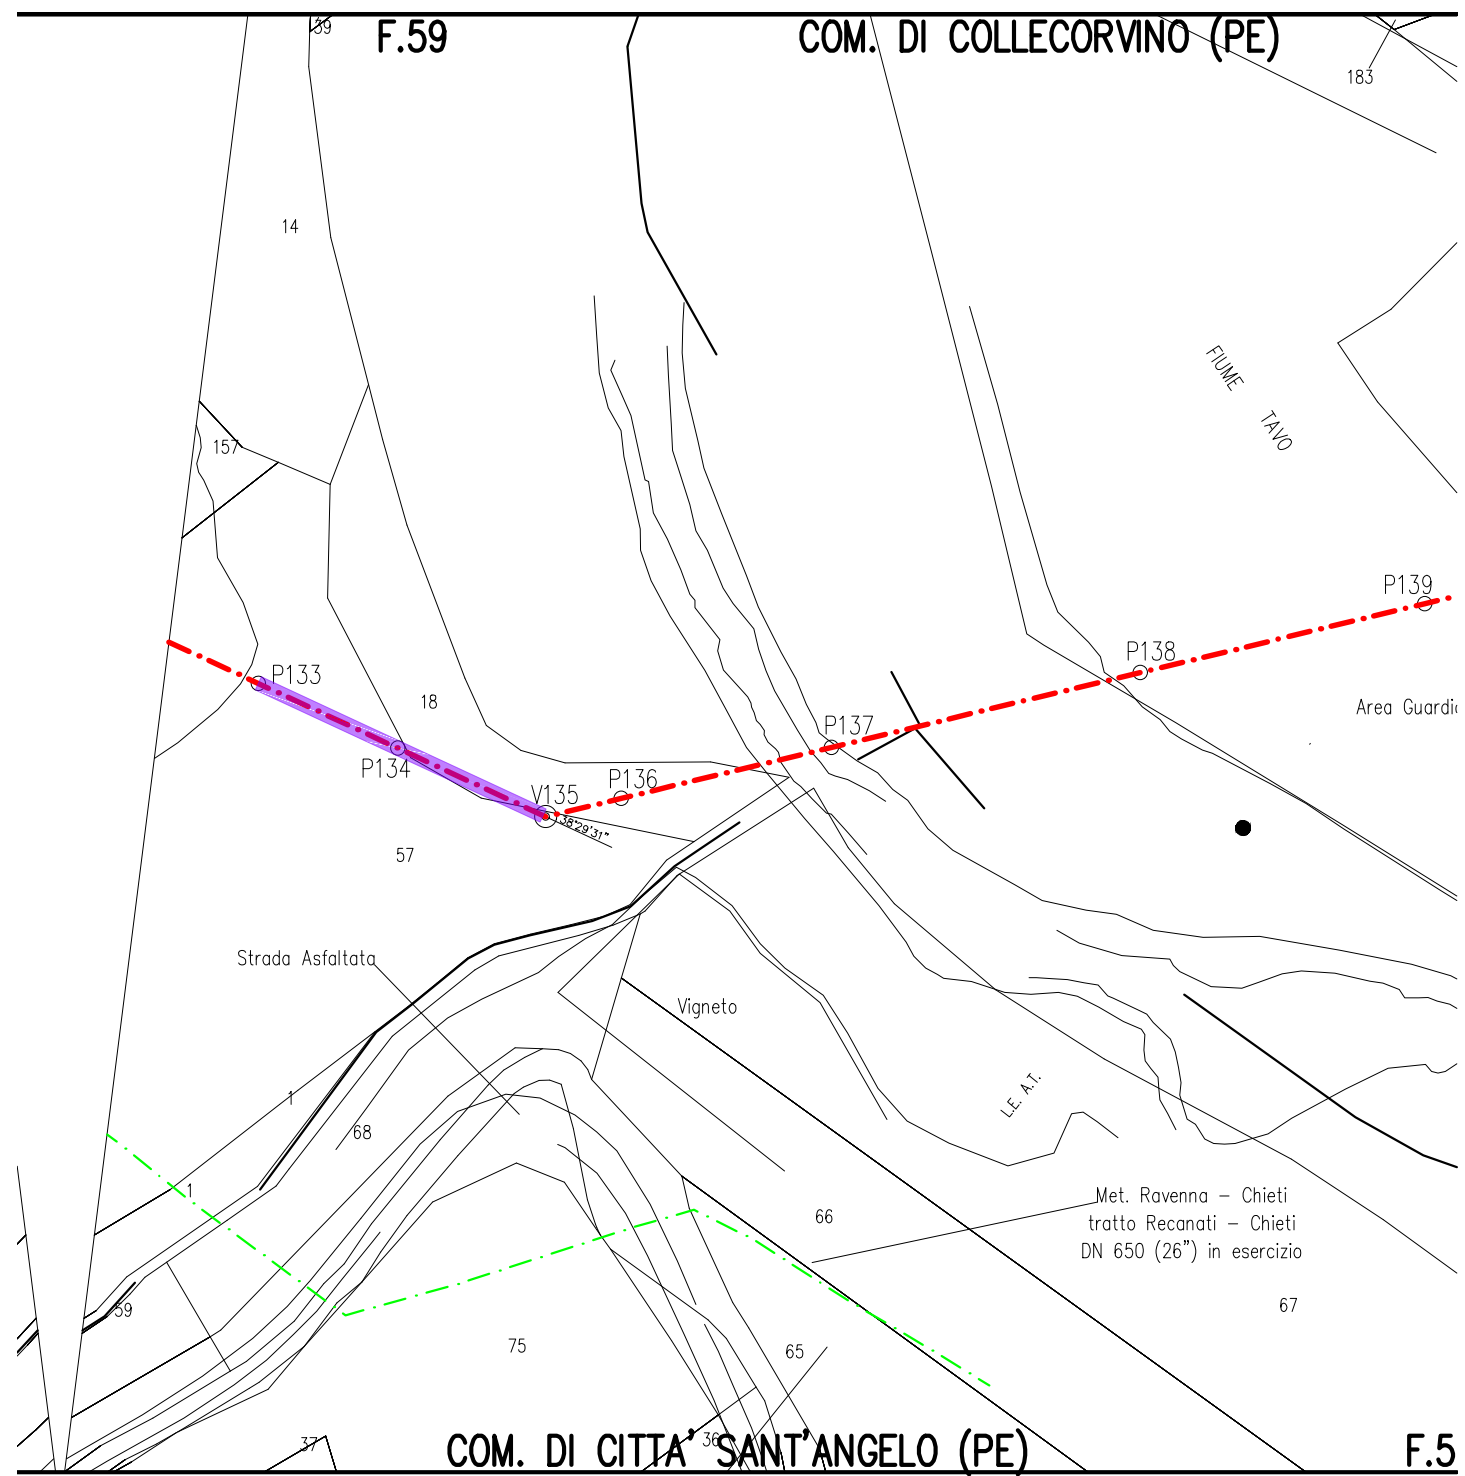 39
F.59
COM. DI COLLECORVINO (PE)
183
14
FIUME TAVO
157
P139
P138
P133
18
Area Guardia
P137
P134
P136
V135
38°29'31"
57
Strada Asfaltata
Vigneto
L.E. A.T.
1
68
1
Met. Ravenna – Chieti
tratto Recanati – Chieti
DN 650 (26") in esercizio
66
59
67
75
65
37
36
COM. DI CITTA' SANT'ANGELO (PE)
F.5